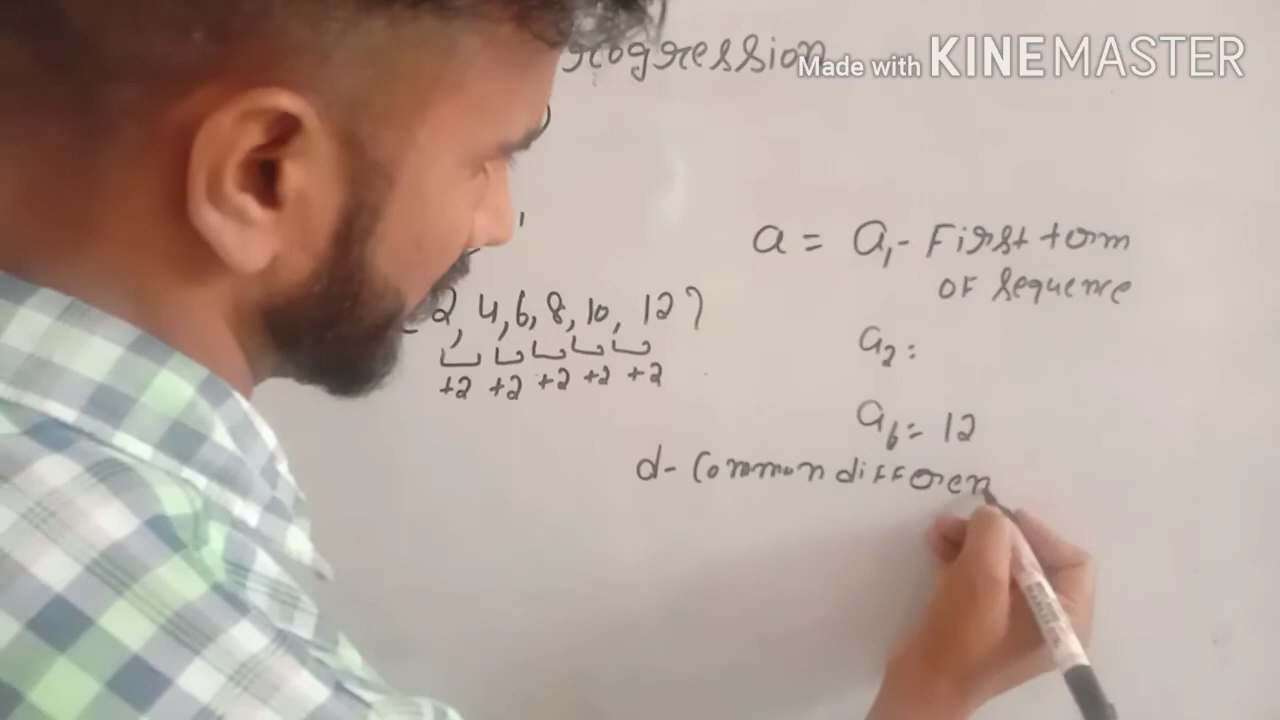 rogression
Made with KINEMASTER
a = a1 - First term
of sequence
2, 4, 6, 8, 10, 12}
+2 +2 +2 +2 +2
a2 =
a6 = 12
d - Common differen